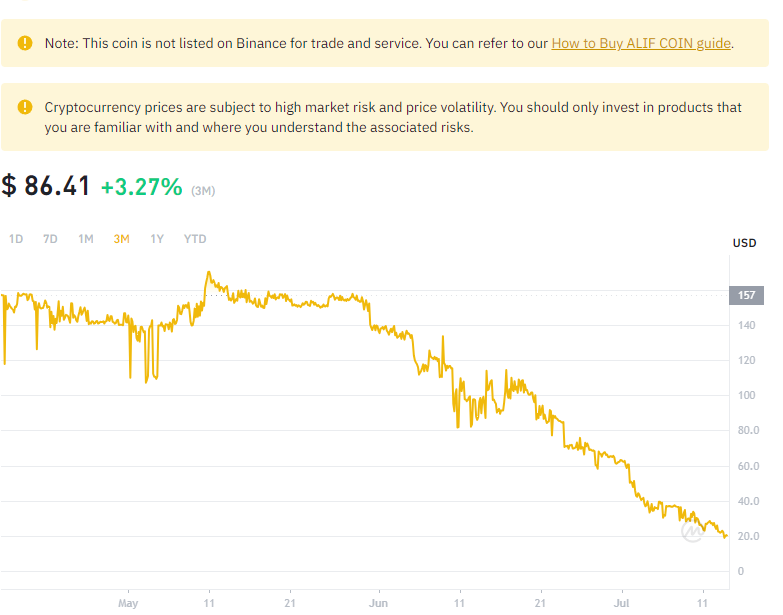 Note: This coin is not listed on Binance for trade and service. You can refer to our How to Buy ALIF COIN guide.
Cryptocurrency prices are subject to high market risk and price volatility. You should only invest in products that
you are familiar with and where you understand the associated risks.
$ 86.41 +3.27% (3M)
1D 7D 1M 3M 1Y YTD
USD
157
140
120
100
80.0
60.0
40.0
20.0
0
May 11 21 Jun 11 21 Jul 11